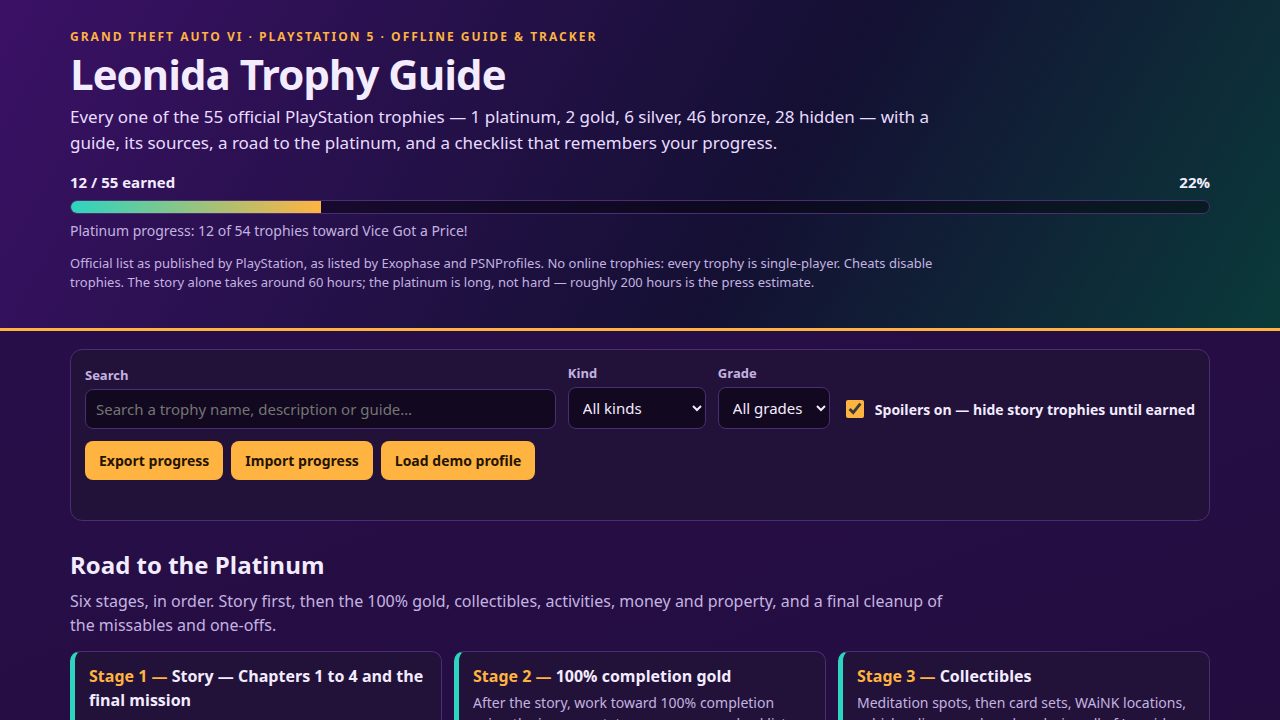 GRAND THEFT AUTO VI · PLAYSTATION 5 · OFFLINE GUIDE & TRACKER
Leonida Trophy Guide
Every one of the 55 official PlayStation trophies — 1 platinum, 2 gold, 6 silver, 46 bronze, 28 hidden — with a
guide, its sources, a road to the platinum, and a checklist that remembers your progress.
12 / 55 earned
22%
Platinum progress: 12 of 54 trophies toward Vice Got a Price!
Official list as published by PlayStation, as listed by Exophase and PSNProfiles. No online trophies: every trophy is single-player. Cheats disable
trophies. The story alone takes around 60 hours; the platinum is long, not hard — roughly 200 hours is the press estimate.
Search
Kind
Grade
Search a trophy name, description or guide...
All kinds
All grades
Spoilers on — hide story trophies until earned
Export progress
Import progress
Load demo profile
Road to the Platinum
Six stages, in order. Story first, then the 100% gold, collectibles, activities, money and property, and a final cleanup of
the missables and one-offs.
Stage 1 — Story — Chapters 1 to 4 and the
final mission
Stage 2 — 100% completion gold
After the story, work toward 100% completion
Stage 3 — Collectibles
Meditation spots, then card sets, WAiNK locations,